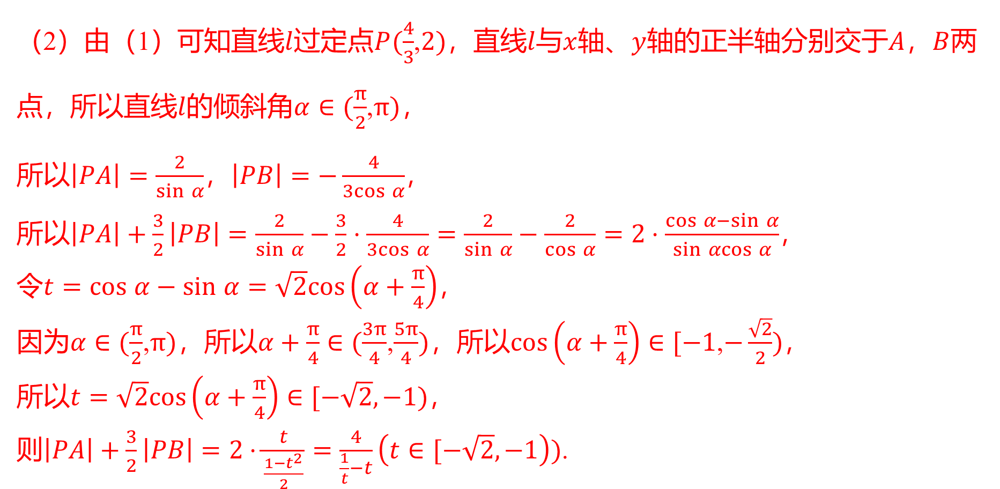 （2）由（1）可知直线$l$过定点$P(\frac{4}{3},2)$，直线$l$与$x$轴、$y$轴的正半轴分别交于$A$，$B$两
点，所以直线$l$的倾斜角$\alpha \in (\frac{\pi}{2},\pi)$，
所以$|PA| = \frac{2}{\sin \alpha}$，$|PB| = -\frac{4}{3\cos \alpha}$，
所以$|PA| + \frac{3}{2}|PB| = \frac{2}{\sin \alpha} - \frac{3}{2} \cdot \frac{4}{3\cos \alpha} = \frac{2}{\sin \alpha} - \frac{2}{\cos \alpha} = 2 \cdot \frac{\cos \alpha - \sin \alpha}{\sin \alpha \cos \alpha}$，
令$t = \cos \alpha - \sin \alpha = \sqrt{2}\cos\left(\alpha + \frac{\pi}{4}\right)$，
因为$\alpha \in (\frac{\pi}{2},\pi)$，所以$\alpha + \frac{\pi}{4} \in (\frac{3\pi}{4},\frac{5\pi}{4})$，所以$\cos\left(\alpha + \frac{\pi}{4}\right) \in [-1,-\frac{\sqrt{2}}{2})$，
所以$t = \sqrt{2}\cos\left(\alpha + \frac{\pi}{4}\right) \in [-\sqrt{2},-1)$，
则$|PA| + \frac{3}{2}|PB| = 2 \cdot \frac{t}{\frac{1-t^2}{2}} = \frac{4}{\frac{1}{t}-t}\left(t \in [-\sqrt{2},-1)\right)$.